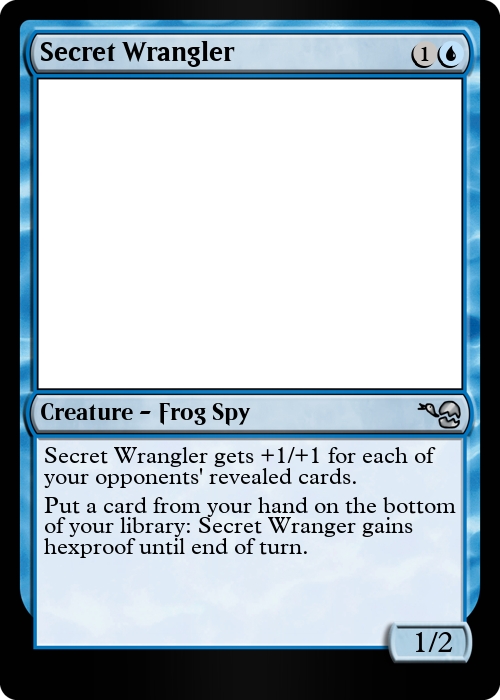 Secret Wrangler 1
Creature – Frog Spy
Secret Wrangler gets +1/+1 for each of
your opponents' revealed cards.
Put a card from your hand on the bottom
of your library: Secret Wranger gains
hexproof until end of turn.
1/2